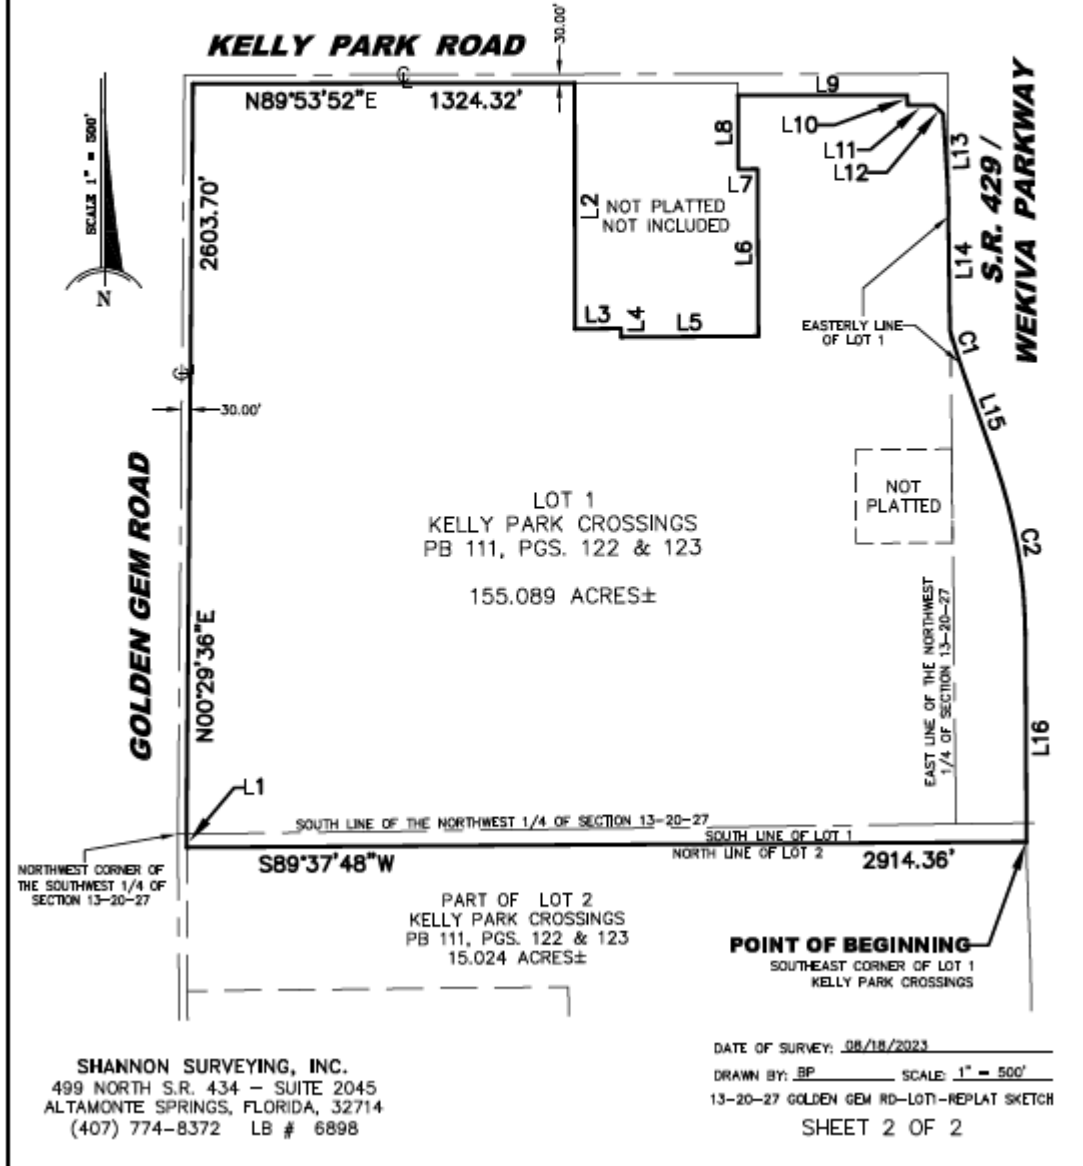 30.00'
KELLY PARK ROAD
N89°53'52"E 1324.32'
SCALE 1" = 500'
N
2603.70'
N00°29'36"E
30.00'
GOLDEN GEM ROAD
L2
NOT PLATTED
NOT INCLUDED
L3
L4
L5
L6
L7
L8
L9
L10
L11
L12
L13
L14
S.R. 429 /
WEKIVA PARKWAY
EASTERLY LINE
OF LOT 1
C1
L15
NOT
PLATTED
C2
LOT 1
KELLY PARK CROSSINGS
PB 111, PGS. 122 & 123
155.089 ACRES±
EAST LINE OF THE NORTHWEST
1/4 OF SECTION 13-20-27
L16
L1
SOUTH LINE OF THE NORTHWEST 1/4 OF SECTION 13-20-27
SOUTH LINE OF LOT 1
NORTH LINE OF LOT 2
S89°37'48"W 2914.36'
NORTHWEST CORNER OF
THE SOUTHWEST 1/4 OF
SECTION 13-20-27
PART OF LOT 2
KELLY PARK CROSSINGS
PB 111, PGS. 122 & 123
15.024 ACRES±
POINT OF BEGINNING
SOUTHEAST CORNER OF LOT 1
KELLY PARK CROSSINGS
SHANNON SURVEYING, INC.
499 NORTH S.R. 434 – SUITE 2045
ALTAMONTE SPRINGS, FLORIDA, 32714
(407) 774-8372 LB # 6898
DATE OF SURVEY: 08/18/2023
DRAWN BY: BP SCALE: 1" = 500'
13-20-27 GOLDEN GEM RD-LOT1-REPLAT SKETCH
SHEET 2 OF 2